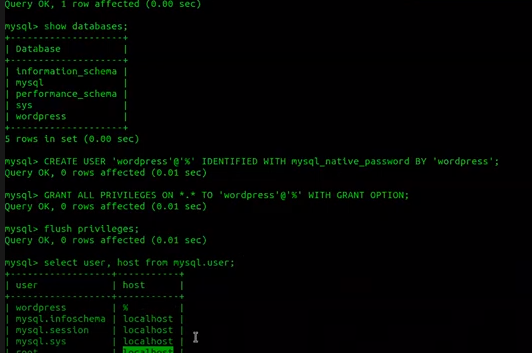 Query OK, 1 row affected (0.00 sec)
mysql> show databases;
+--------------------+
| Database           |
+--------------------+
| information_schema |
| mysql              |
| performance_schema |
| sys                |
| wordpress          |
+--------------------+
5 rows in set (0.00 sec)
mysql> CREATE USER 'wordpress'@'%' IDENTIFIED WITH mysql_native_password BY 'wordpress';
Query OK, 0 rows affected (0.01 sec)
mysql> GRANT ALL PRIVILEGES ON *.* TO 'wordpress'@'%' WITH GRANT OPTION;
Query OK, 0 rows affected (0.01 sec)
mysql> flush privileges;
Query OK, 0 rows affected (0.01 sec)
mysql> select user, host from mysql.user;
+------------------+-----------+
| user             | host      |
+------------------+-----------+
| wordpress        | %         |
| mysql.infoschema | localhost |
| mysql.session    | localhost |
| mysql.sys        | localhost |
| root             | localhost |